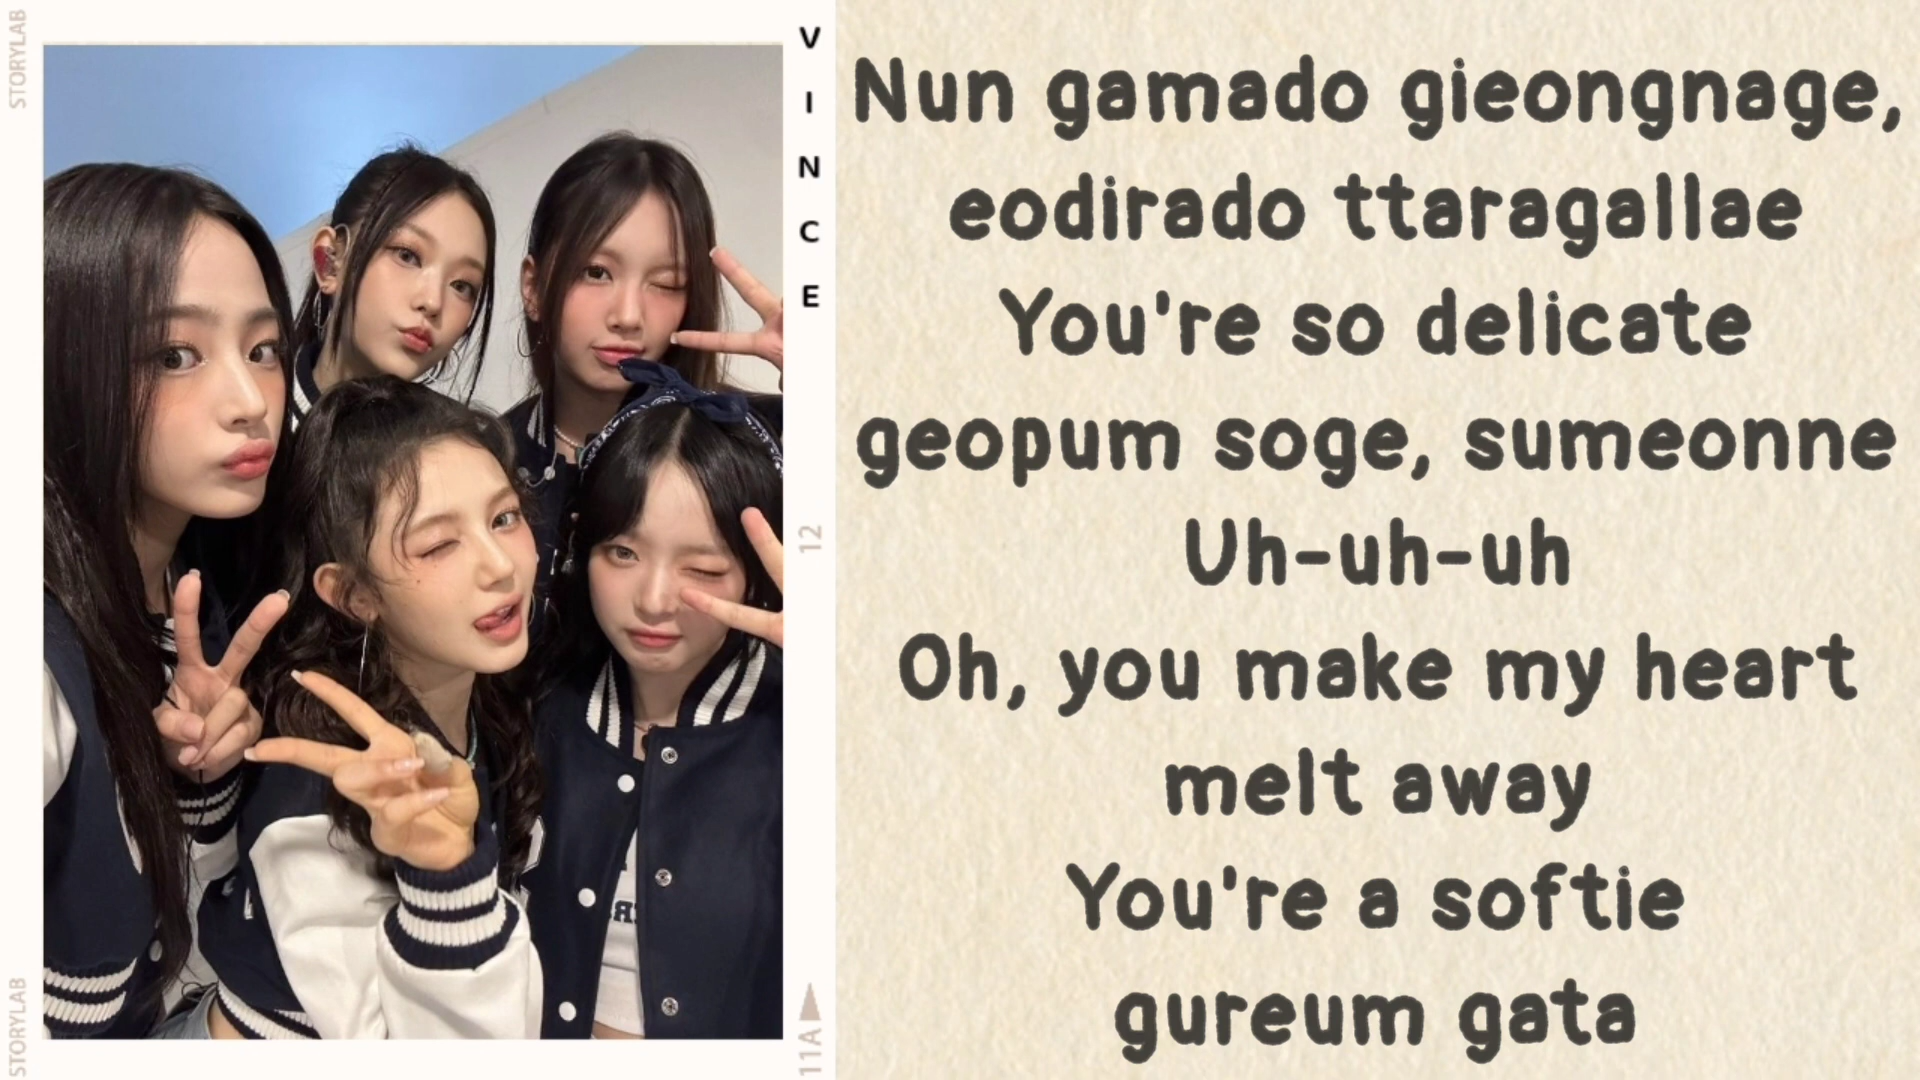 STORYLAB
STORYLAB
VINCE
12
11A
Nun gamado gieongnage,
eodirado ttaragallae
You're so delicate
geopum soge, sumeonne
Uh-uh-uh
Oh, you make my heart
melt away
You're a softie
gureum gata